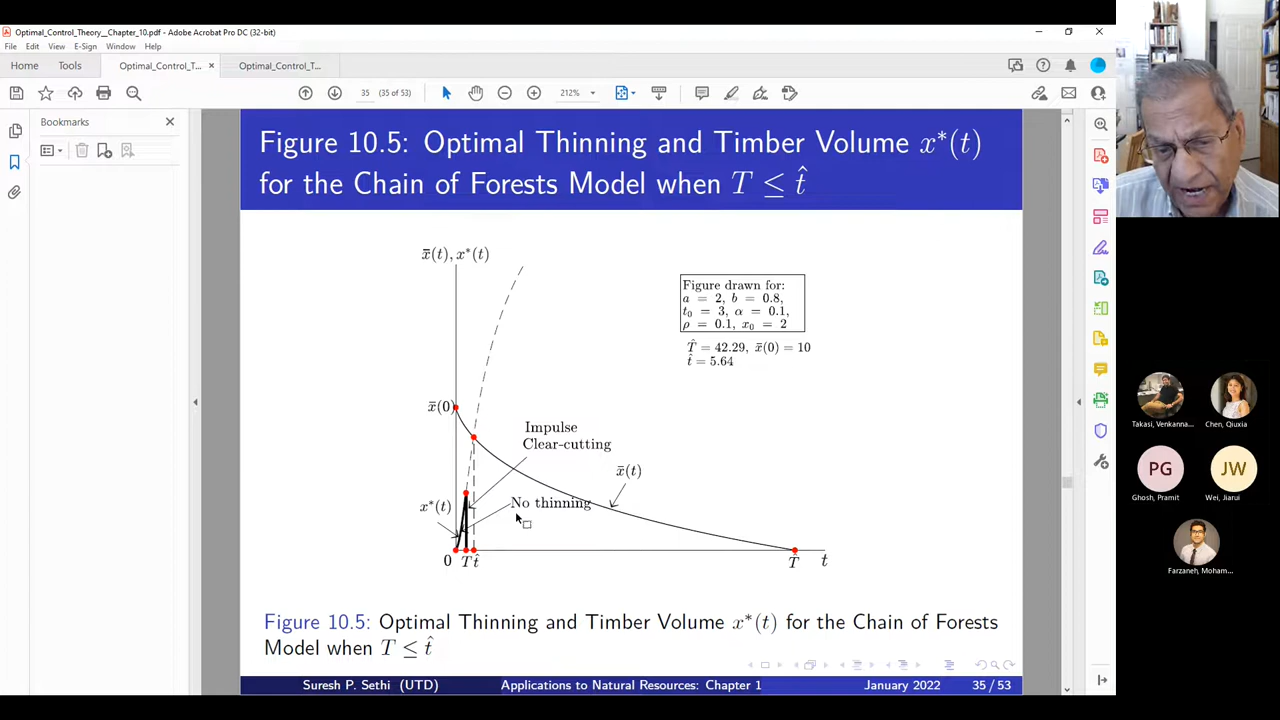 Optimal_Control_Theory__Chapter_10.pdf - Adobe Acrobat Pro DC (32-bit)
File Edit View E-Sign Window Help
Home Tools Optimal_Control_T... × Optimal_Control_T...
35 (35 of 53) 212%
Bookmarks
Figure 10.5: Optimal Thinning and Timber Volume x*(t)
for the Chain of Forests Model when T ≤ t̂
x̄(t), x*(t)
Figure drawn for:
a = 2, b = 0.8,
t₀ = 3, α = 0.1,
ρ = 0.1, x₀ = 2
T̂ = 42.29, x̄(0) = 10
t̂ = 5.64
x̄(0)
Impulse
Clear-cutting
x̄(t)
x*(t)
No thinning
0 T t̂ T̂ t
Figure 10.5: Optimal Thinning and Timber Volume x*(t) for the Chain of Forests
Model when T ≤ t̂
Suresh P. Sethi (UTD) Applications to Natural Resources: Chapter 1 January 2022 35 / 53
Takasi, Venkanna...
Chen, Qiuxia
PG
JW
Ghosh, Pramit
Wei, Jiarui
Farzaneh, Moham...